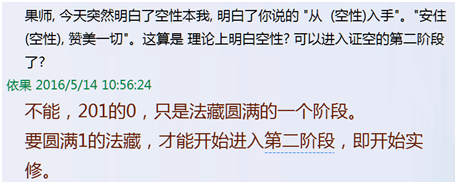 果师, 今天突然明白了空性本我, 明白了你说的 "从  (空性)入手"。"安住
(空性), 赞美一切"。这算是 理论上明白空性? 可以进入证空的第二阶段
了?
依果 2016/5/14 10:56:24
不能，201的0，只是法藏圆满的一个阶段。
要圆满1的法藏，才能开始进入第二阶段，即开始实
修。